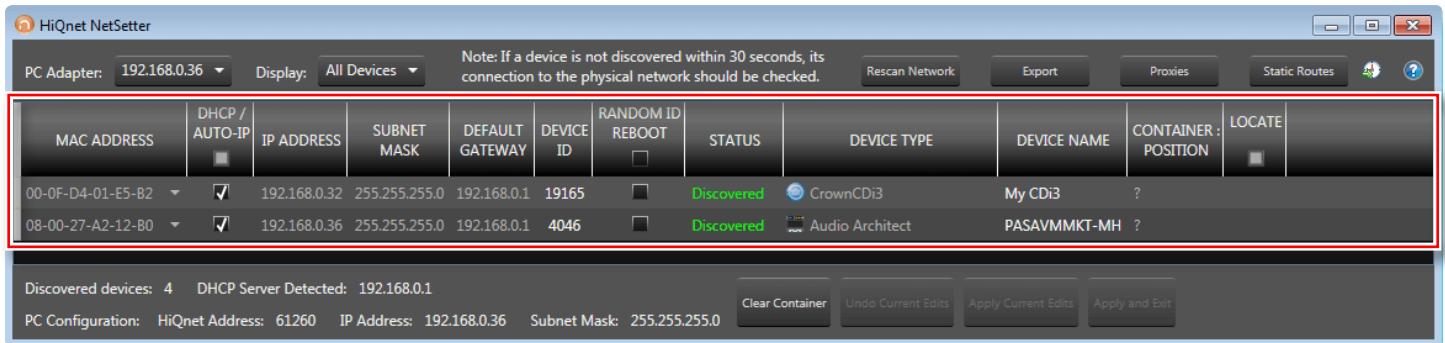 HiQnet NetSetter
PC Adapter: 192.168.0.36 Display: All Devices Note: If a device is not discovered within 30 seconds, its
connection to the physical network should be checked. Rescan Network Export Proxies Static Routes
MAC ADDRESS DHCP / AUTO-IP IP ADDRESS SUBNET MASK DEFAULT GATEWAY DEVICE ID RANDOM ID REBOOT STATUS DEVICE TYPE DEVICE NAME CONTAINER : POSITION LOCATE
00-0F-D4-01-E5-B2 192.168.0.32 255.255.255.0 192.168.0.1 19165 Discovered CrownCDi3 My CDi3 ?
08-00-27-A2-12-B0 192.168.0.36 255.255.255.0 192.168.0.1 4046 Discovered Audio Architect PASAVMMKT-MH ?
Discovered devices: 4 DHCP Server Detected: 192.168.0.1
Clear Container Undo Current Edits Apply Current Edits Apply and Exit
PC Configuration: HiQnet Address: 61260 IP Address: 192.168.0.36 Subnet Mask: 255.255.255.0